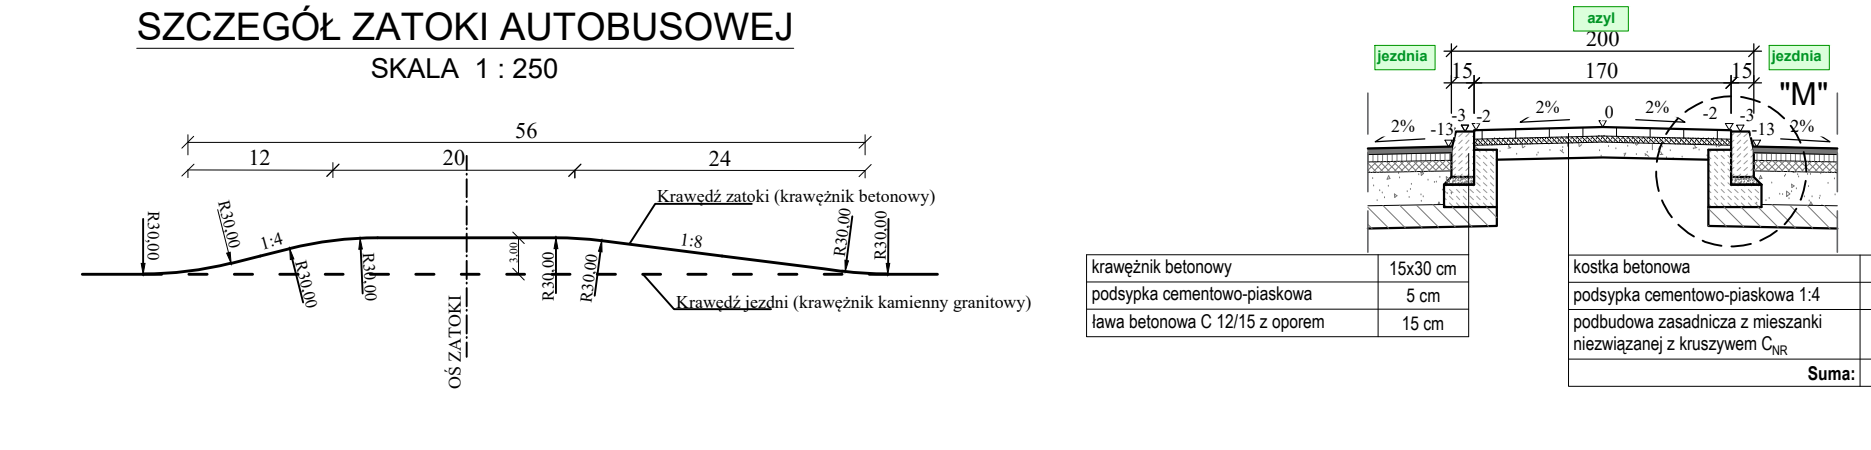 SZCZEGÓŁ ZATOKI AUTOBUSOWEJ
SKALA 1 : 250
56
12 20 24
Krawędź zatoki (krawężnik betonowy)
R30,00 R30,00 1:4 R30,00 R30,00 3.00 R30,00 R30,00 1:8 R30,00 R30,00
Krawędź jezdni (krawężnik kamienny granitowy)
OŚ ZATOKI
azyl
200
jezdnia jezdnia
15 170 15
"M"
2% -13 -3 -2 2% 0 2% -2 -3 -13 2%
krawężnik betonowy 15x30 cm
podsypka cementowo-piaskowa 5 cm
ława betonowa C 12/15 z oporem 15 cm
kostka betonowa
podsypka cementowo-piaskowa 1:4
podbudowa zasadnicza z mieszanki
niezwiązanej z kruszywem CNR
Suma: